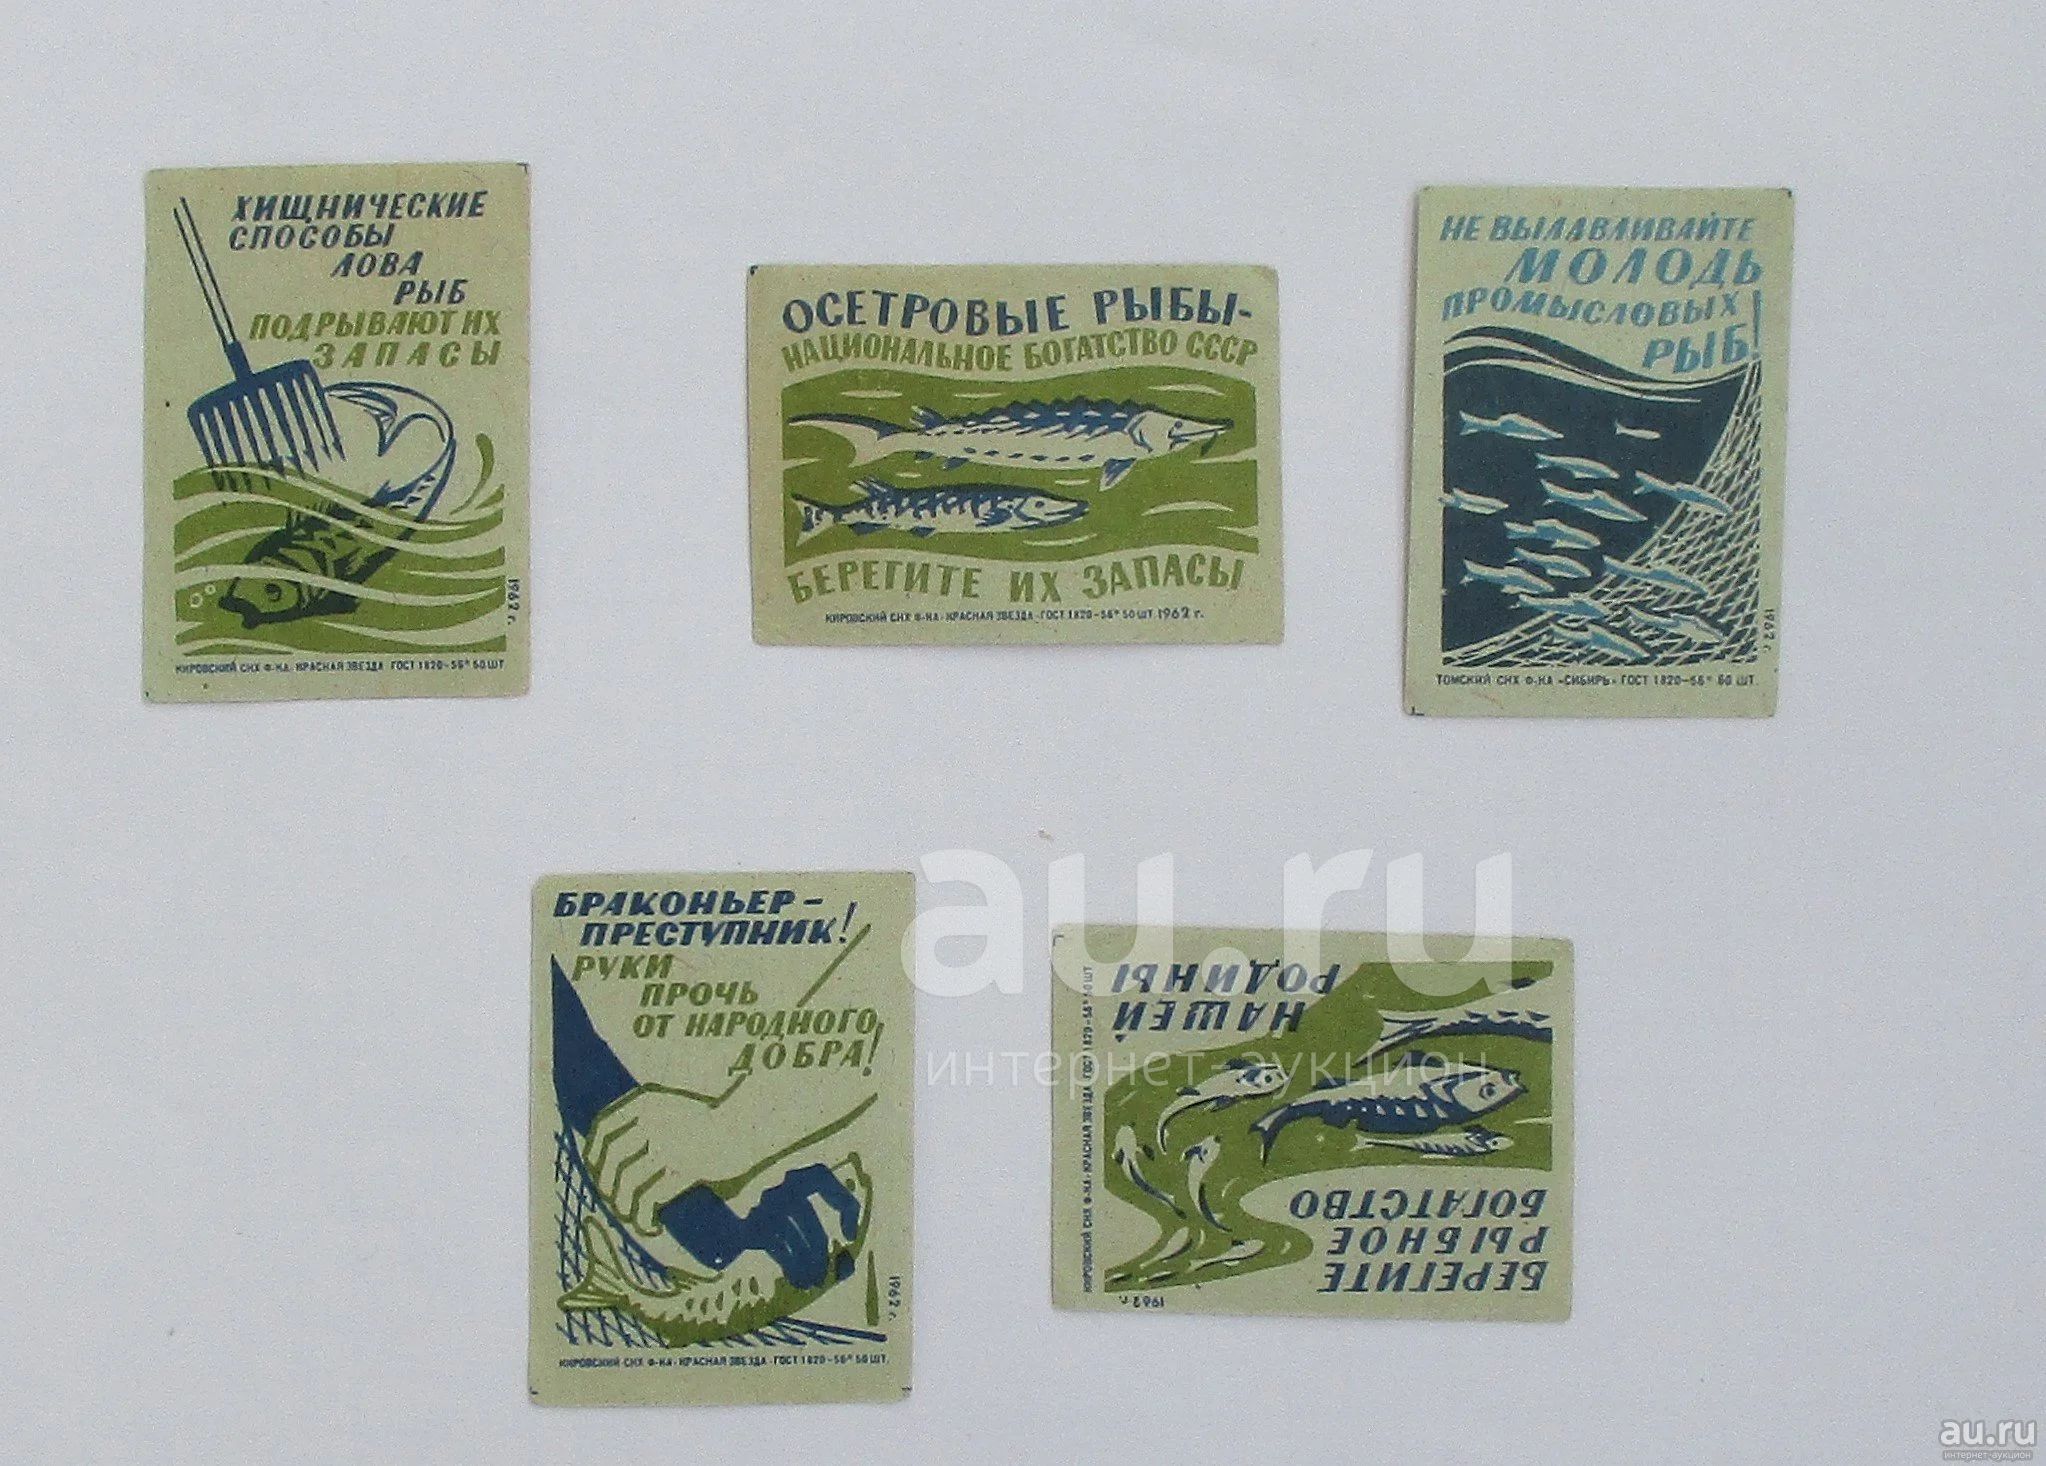 ХИЩНИЧЕСКИЕ
СПОСОБЫ
ЛОВА
РЫБ
ПОДРЫВАЮТ ИХ
ЗАПАСЫ
1962 г.
КИРОВСКИЙ СНХ Ф-КА «КРАСНАЯ ЗВЕЗДА» ГОСТ 1820-56* 50 ШТ
ОСЕТРОВЫЕ РЫБЫ-
НАЦИОНАЛЬНОЕ БОГАТСТВО СССР
БЕРЕГИТЕ ИХ ЗАПАСЫ
КИРОВСКИЙ СНХ Ф-КА «КРАСНАЯ ЗВЕЗДА» ГОСТ 1820-56* 50 ШТ. 1962 г.
НЕ ВЫЛАВЛИВАЙТЕ
МОЛОДЬ
ПРОМЫСЛОВЫХ
РЫБ!
1962 г.
ТОМСКИЙ СНХ Ф-КА «СИБИРЬ» ГОСТ 1820-56* 60 ШТ.
БРАКОНЬЕР -
ПРЕСТУПНИК!
РУКИ
ПРОЧЬ
ОТ НАРОДНОГО
ДОБРА!
1962 г.
КИРОВСКИЙ СНХ Ф-КА «КРАСНАЯ ЗВЕЗДА» ГОСТ 1820-56* 50 ШТ.
БЕРЕГИТЕ
РЫБНОЕ
БОГАТСТВО
НАШЕЙ
РОДИНЫ
1962 г.
КИРОВСКИЙ СНХ Ф-КА «КРАСНАЯ ЗВЕЗДА» ГОСТ 1820-56* 50 ШТ
au.ru
интернет-аукцион
au.ru
интернет-аукцион